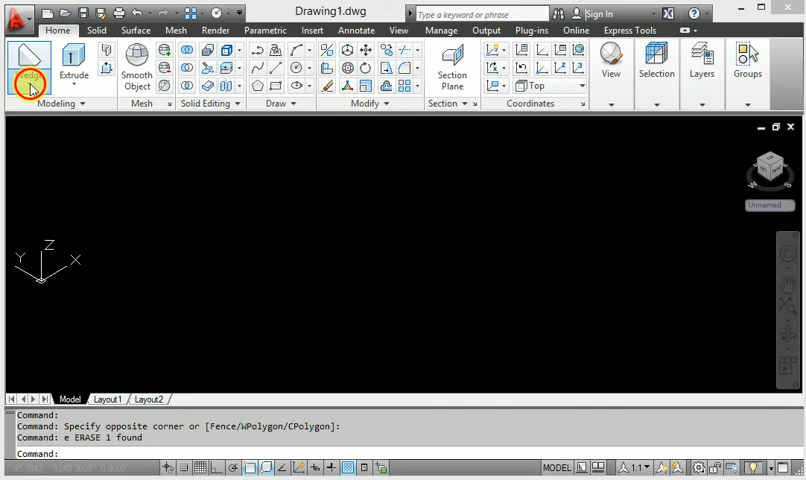 Drawing1.dwg
Type a keyword or phrase
Sign In
Home Solid Surface Mesh Render Parametric Insert Annotate View Manage Output Plug-ins Online Express Tools
Wedge
Extrude
Smooth Object
Section Plane
Top
View
Selection
Layers
Groups
Modeling
Mesh
Solid Editing
Draw
Modify
Section
Coordinates
W S
Unnamed
Z
Y X
Model Layout1 Layout2
Command:
Command: Specify opposite corner or [Fence/WPolygon/CPolygon]:
Command: e ERASE 1 found
Command:
MODEL 1:1